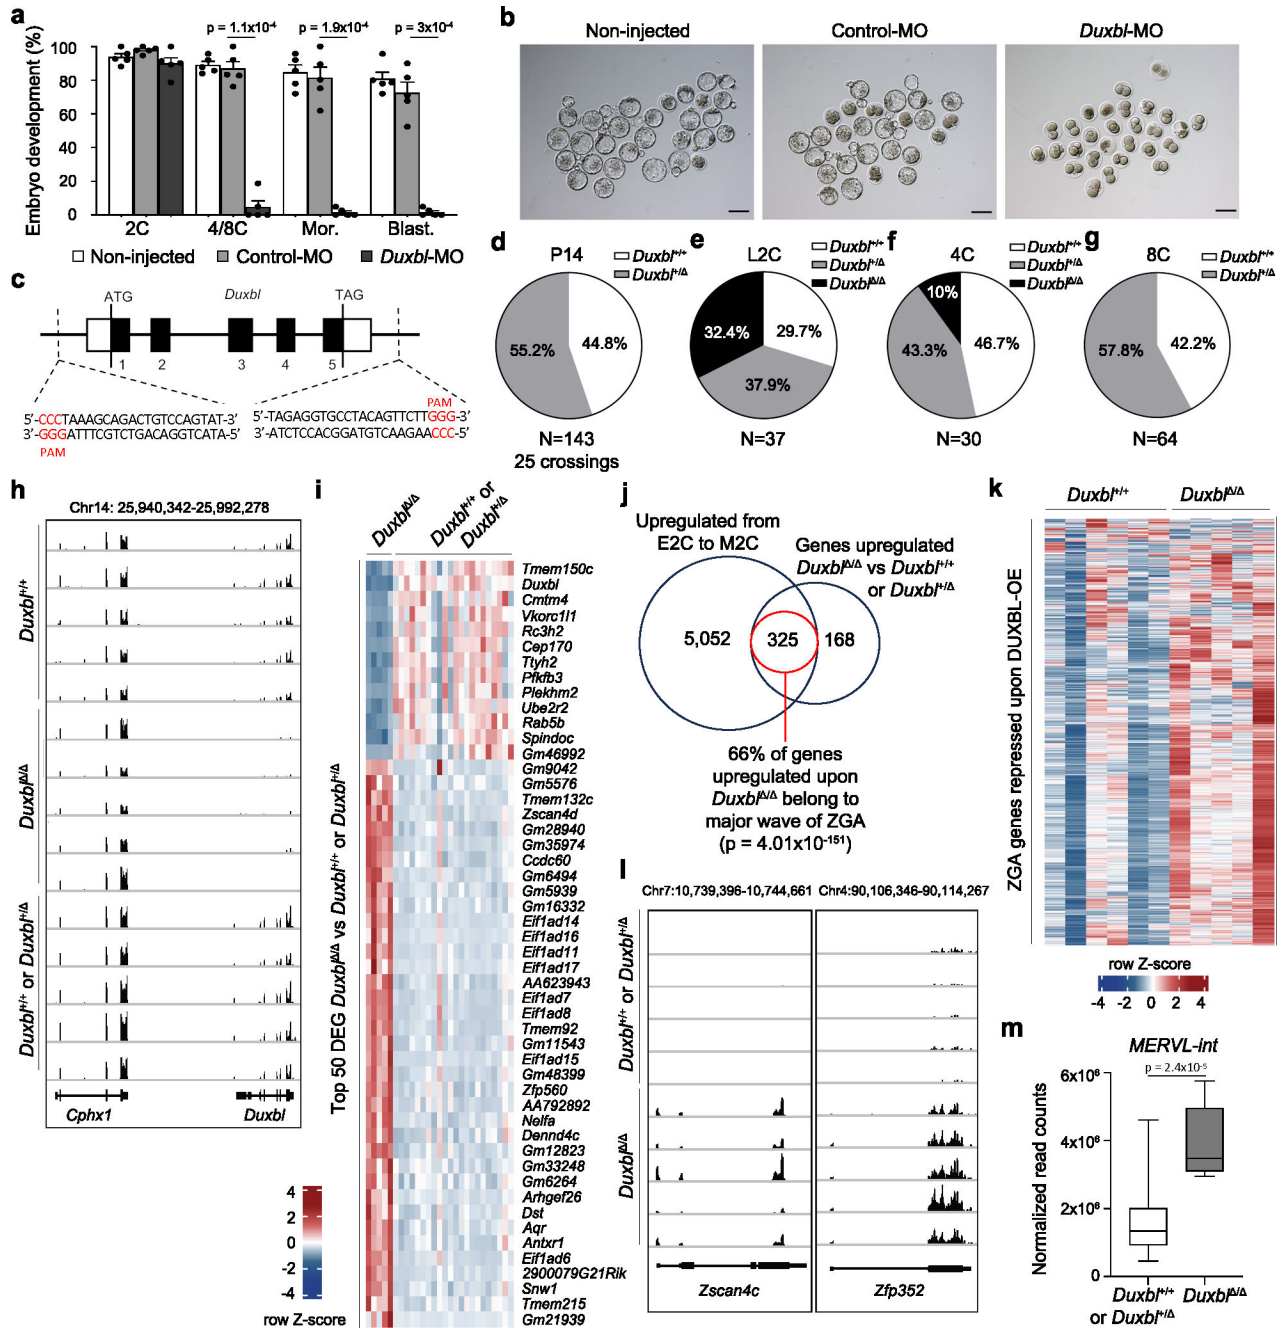 a
p = 1.1x10-4
p = 1.9x10-4
p = 3x10-4
Embryo development (%)
100
80
60
40
20
0
2C
4/8C
Mor.
Blast.
Non-injected
Control-MO
Duxbl-MO
b
Non-injected
Control-MO
Duxbl-MO
c
ATG
Duxbl
TAG
1
2
3
4
5
5'-CCCTAAAGCAGACTGTCCAGTAT-3'
3'-GGGATTTCGTCTGACAGGTCATA-5'
PAM
PAM
5'-TAGAGGTGCCTACAGTTCTTGGG-3'
3'-ATCTCCACGGATGTCAAGAACCC-5'
d
P14
Duxbl+/+
Duxbl+/Δ
55.2%
44.8%
N=143
25 crossings
e
L2C
Duxbl+/+
Duxbl+/Δ
DuxblΔ/Δ
32.4%
29.7%
37.9%
N=37
f
4C
Duxbl+/+
Duxbl+/Δ
DuxblΔ/Δ
10%
43.3%
46.7%
N=30
g
8C
Duxbl+/+
Duxbl+/Δ
57.8%
42.2%
N=64
h
Chr14: 25,940,342-25,992,278
Duxbl+/+
DuxblΔ/Δ
Duxbl+/+ or Duxbl+/Δ
Cphx1
Duxbl
i
DuxblΔ/Δ
Duxbl+/+ or
Duxbl+/Δ
Top 50 DEG DuxblΔ/Δ vs Duxbl+/+ or Duxbl+/Δ
Tmem150c
Duxbl
Cmtm4
Vkorc1l1
Rc3h2
Cep170
Ttyh2
Pfkfb3
Plekhm2
Ube2r2
Rab5b
Spindoc
Gm46992
Gm9042
Gm5576
Tmem132c
Zscan4d
Gm28940
Gm35974
Ccdc60
Gm6494
Gm5939
Gm16332
Eif1ad14
Eif1ad16
Eif1ad11
Eif1ad17
AA623943
Eif1ad7
Eif1ad8
Tmem92
Gm11543
Eif1ad15
Gm48399
Zfp560
AA792892
Nelfa
Dennd4c
Gm12823
Gm33248
Gm6264
Arhgef26
Dst
Aqr
Antxr1
Eif1ad6
2900079G21Rik
Snw1
Tmem215
Gm21939
4
2
0
-2
-4
row Z-score
j
Upregulated from
E2C to M2C
Genes upregulated
DuxblΔ/Δ vs Duxbl+/+
or Duxbl+/Δ
5,052
325
168
66% of genes
upregulated upon
DuxblΔ/Δ belong to
major wave of ZGA
(p = 4.01x10-151)
k
Duxbl+/+
DuxblΔ/Δ
ZGA genes repressed upon DUXBL-OE
row Z-score
-4 -2 0 2 4
l
Chr7:10,739,396-10,744,661
Chr4:90,106,346-90,114,267
Duxbl+/+ or Duxbl+/Δ
DuxblΔ/Δ
Zscan4c
Zfp352
m
MERVL-int
p = 2.4x10-5
Normalized read counts
6x10⁶
4x10⁶
2x10⁶
0
Duxbl+/+
or Duxbl+/Δ
DuxblΔ/Δ